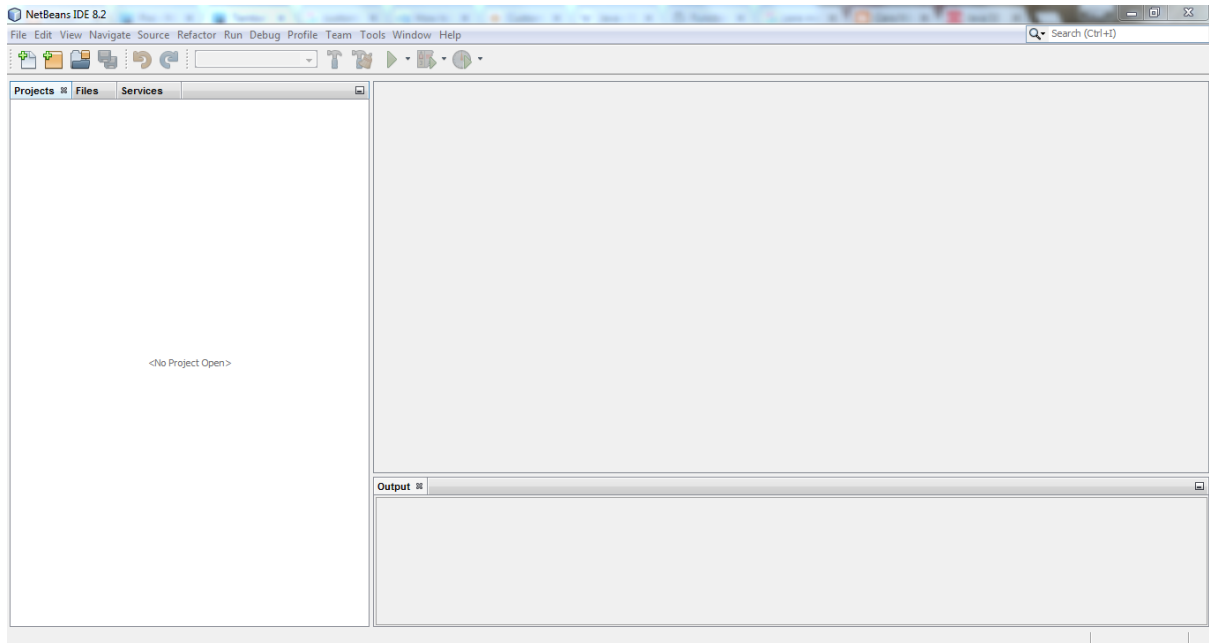 NetBeans IDE 8.2
File Edit View Navigate Source Refactor Run Debug Profile Team Tools Window Help
Search (Ctrl+I)
Projects Files Services
<No Project Open>
Output